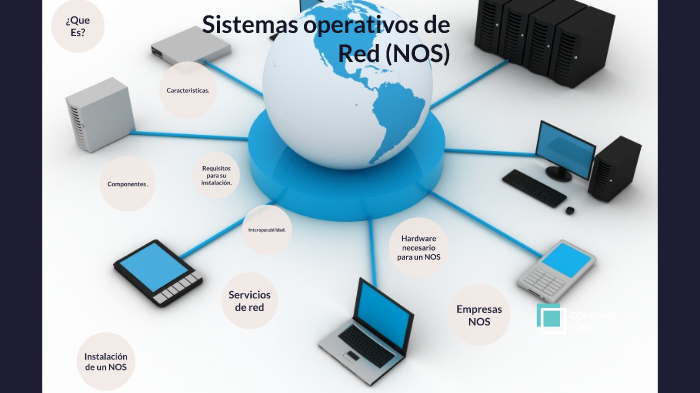 ¿Que
Es?
Sistemas operativos de
Red (NOS)
Caracteristicas.
Componentes .
Requisitos
para su
instalación.
Interoperabilidad.
Hardware
necesario
para un NOS
Servicios
de red
Empresas
NOS
Instalación
de un NOS
COMPANY
LOGO